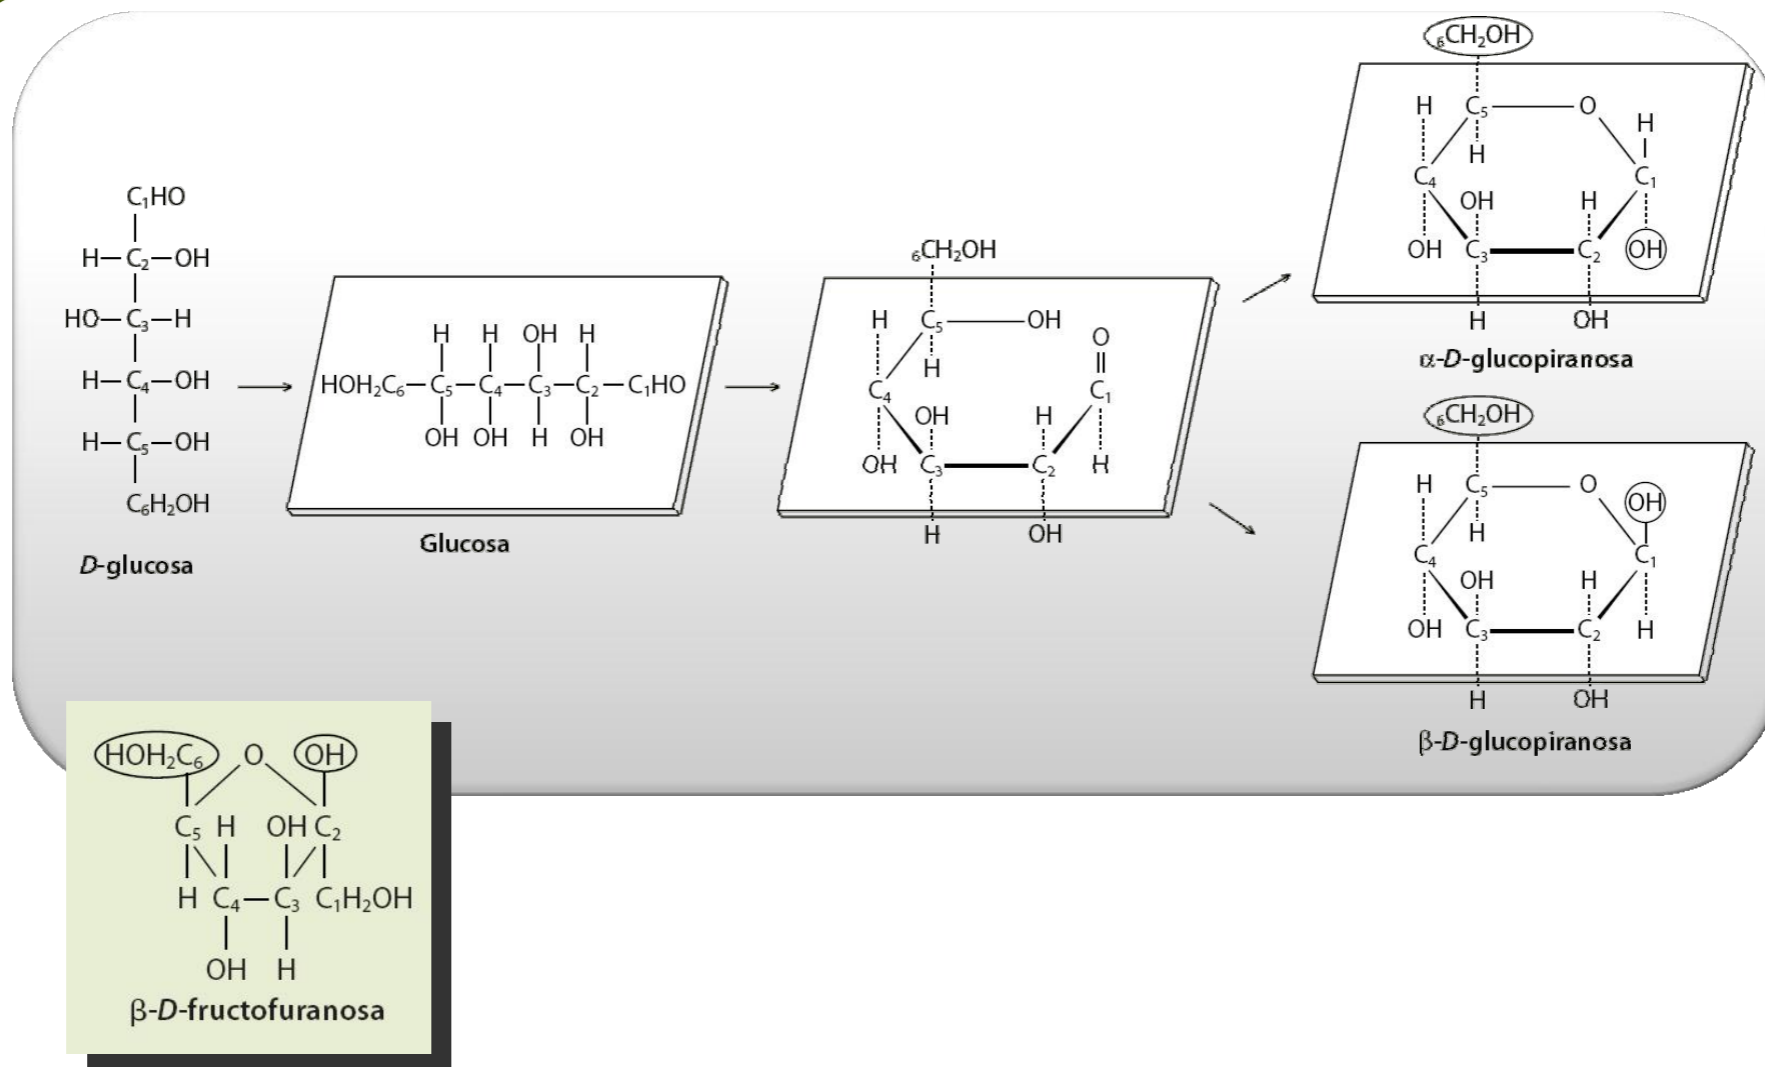 C₁HO
H–C₂–OH
HO–C₃–H
H–C₄–OH
H–C₅–OH
C₆H₂OH
D-glucosa
H H OH H
HOH₂C₆–C₅–C₄–C₃–C₂–C₁HO
OH OH H OH
Glucosa
₆CH₂OH
H C₅ OH
O
H
C₄ C₁
OH H
OH C₃ C₂ H
H OH
₆CH₂OH
H C₅ O
H
H
C₄ C₁
OH H
OH C₃ C₂ OH
H OH
α-D-glucopiranosa
₆CH₂OH
H C₅ O
OH
H
C₄ C₁
OH H
OH C₃ C₂ H
H OH
β-D-glucopiranosa
HOH₂C₆ O OH
C₅ H OH C₂
H C₄–C₃ C₁H₂OH
OH H
β-D-fructofuranosa